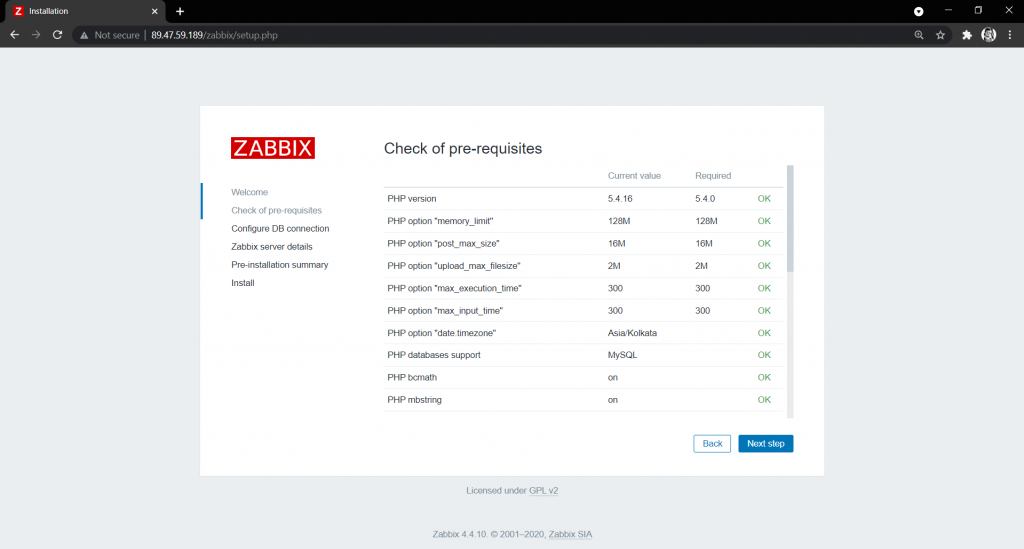 Z Installation
Not secure | 89.47.59.189/zabbix/setup.php
ZABBIX
Welcome
Check of pre-requisites
Configure DB connection
Zabbix server details
Pre-installation summary
Install
Check of pre-requisites
Current value Required
PHP version 5.4.16 5.4.0 OK
PHP option "memory_limit" 128M 128M OK
PHP option "post_max_size" 16M 16M OK
PHP option "upload_max_filesize" 2M 2M OK
PHP option "max_execution_time" 300 300 OK
PHP option "max_input_time" 300 300 OK
PHP option "date.timezone" Asia/Kolkata OK
PHP databases support MySQL OK
PHP bcmath on OK
PHP mbstring on OK
Back Next step
Licensed under GPL v2
Zabbix 4.4.10. © 2001–2020, Zabbix SIA